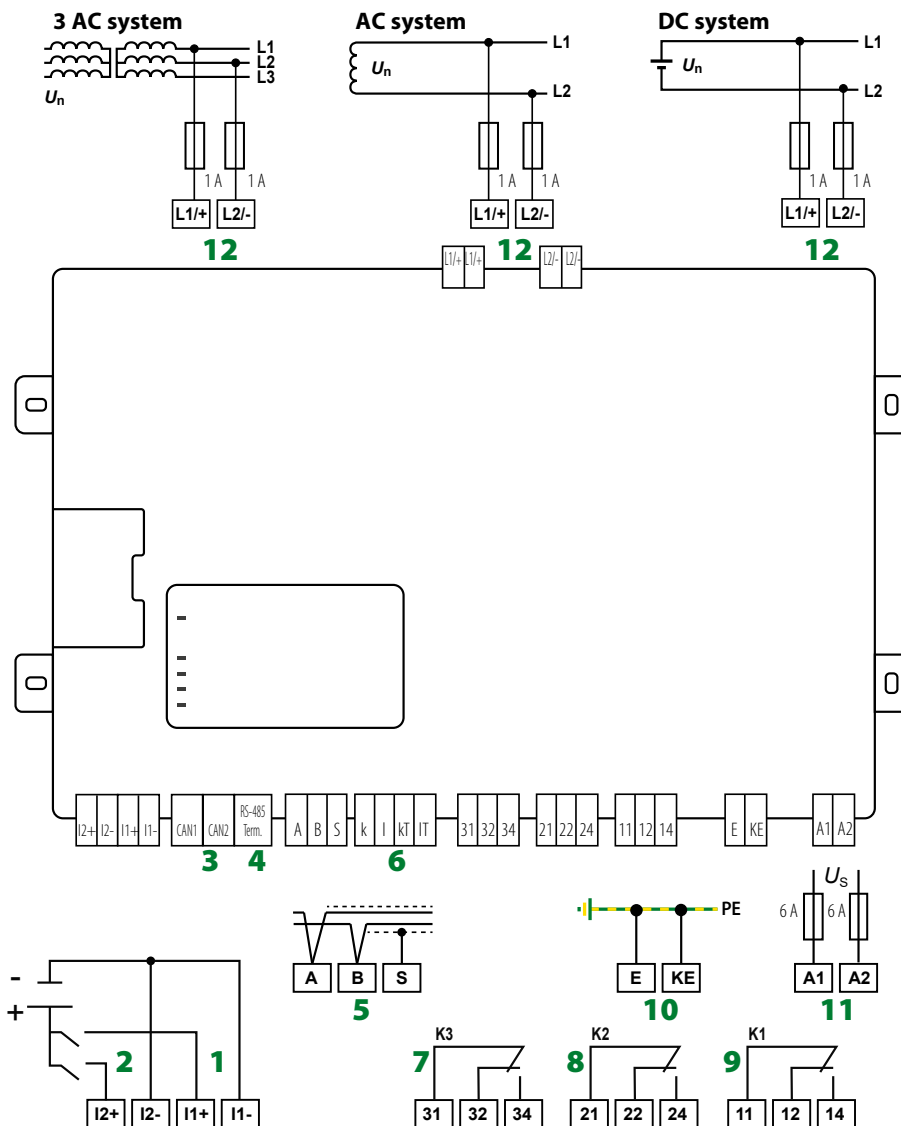 3 AC system AC system DC system
L1 L1 L1
L2
L3
Un Un Un
L2 L2
1 A 1 A 1 A 1 A 1 A 1 A
L1/+ L2/- L1/+ L2/- L1/+ L2/-
12 12 12
L1/+ L1/+ L2/- L2/-
I2+ I2- I1+ I1- CAN1 CAN2 RS-485 Term. A B S k l kT lT 31 32 34 21 22 24 11 12 14 E KE A1 A2
3 4 6
US
PE
6 A 6 A
A B S E KE A1 A2
5 10 11
-
+
K3 K2 K1
2 1 7 8 9
I2+ I2- I1+ I1- 31 32 34 21 22 24 11 12 14